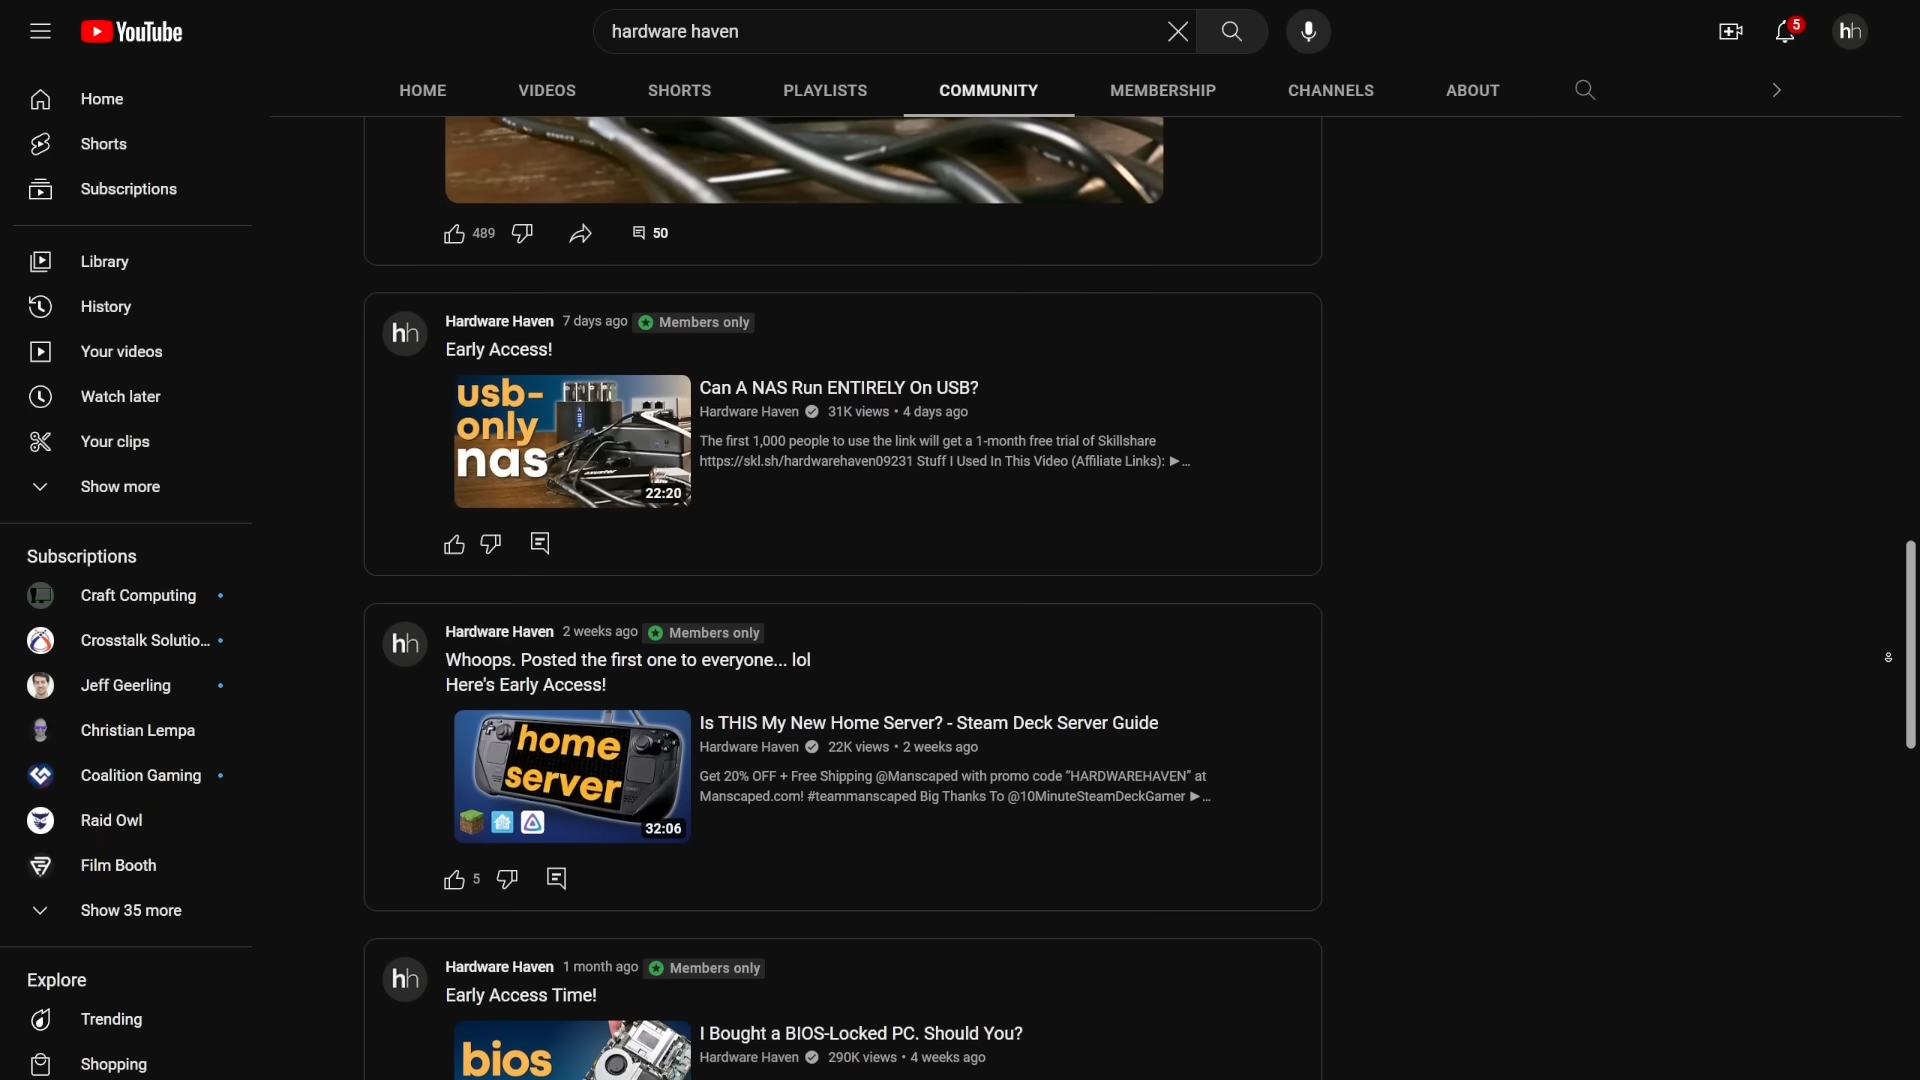 YouTube
hardware haven
5
hh
HOME VIDEOS SHORTS PLAYLISTS COMMUNITY MEMBERSHIP CHANNELS ABOUT
Home
Shorts
Subscriptions
Library
History
Your videos
Watch later
Your clips
Show more
Subscriptions
Craft Computing
Crosstalk Solutio...
Jeff Geerling
Christian Lempa
Coalition Gaming
Raid Owl
Film Booth
Show 35 more
Explore
Trending
Shopping
489
50
hh
Hardware Haven 7 days ago Members only
Early Access!
usb-
only
nas
22:20
Can A NAS Run ENTIRELY On USB?
Hardware Haven 31K views • 4 days ago
The first 1,000 people to use the link will get a 1-month free trial of Skillshare
https://skl.sh/hardwarehaven09231 Stuff I Used In This Video (Affiliate Links): ►...
hh
Hardware Haven 2 weeks ago Members only
Whoops. Posted the first one to everyone... lol
Here's Early Access!
home
server
32:06
Is THIS My New Home Server? - Steam Deck Server Guide
Hardware Haven 22K views • 2 weeks ago
Get 20% OFF + Free Shipping @Manscaped with promo code “HARDWAREHAVEN” at
Manscaped.com! #teammanscaped Big Thanks To @10MinuteSteamDeckGamer ►...
5
hh
Hardware Haven 1 month ago Members only
Early Access Time!
bios
I Bought a BIOS-Locked PC. Should You?
Hardware Haven 290K views • 4 weeks ago